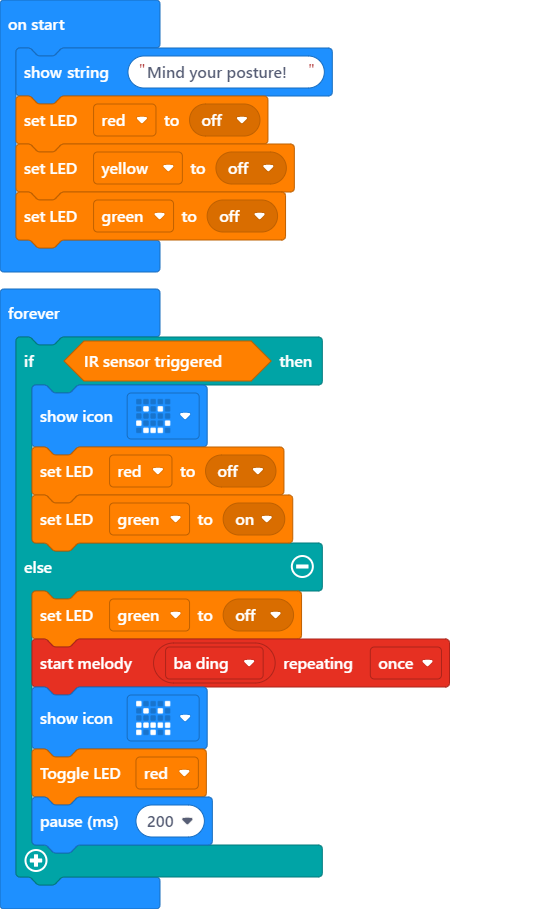 on start
show string " Mind your posture! "
set LED red to off
set LED yellow to off
set LED green to off
forever
if IR sensor triggered then
show icon
set LED red to off
set LED green to on
else
set LED green to off
start melody ba ding repeating once
show icon
Toggle LED red
pause (ms) 200